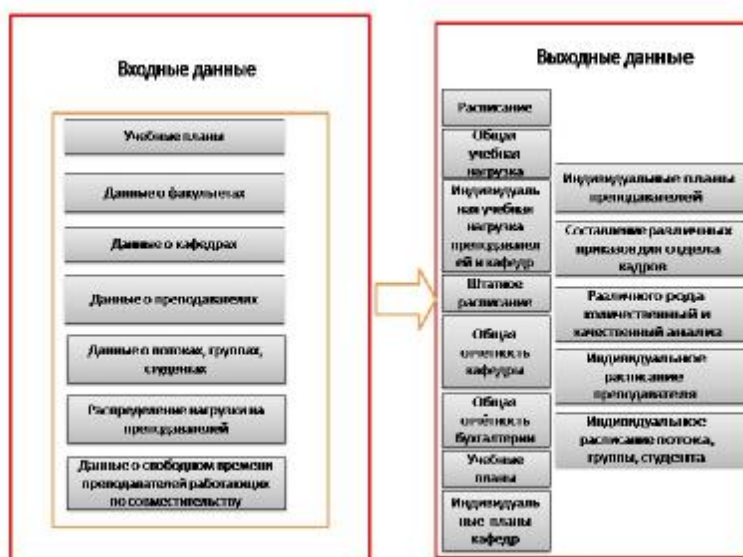 Входные данные
Учебные планы
Данные о факультетах
Данные о кафедрах
Данные о преподавателях
Данные о потоках, группах,
студентах
Распределение нагрузки на
преподавателей
Данные о свободном времени
преподавателей работающих
по совместительству
Выходные данные
Расписание
Общая
учебная
нагрузка
Индивидуаль
ная учебная
нагрузка
преподавател
ей и кафедр
Штатное
расписание
Общая
отчётность
кафедры
Общая
отчётность
бухгалтерии
Учебные
планы
Индивидуаль
ные планы
кафедр
Индивидуальные планы
преподавателей
Составление различных
приказов для отдела
кадров
Различного рода
количественный и
качественный анализ
Индивидуальное
расписание
преподавателя
Индивидуальное
расписание потока,
группы, студента